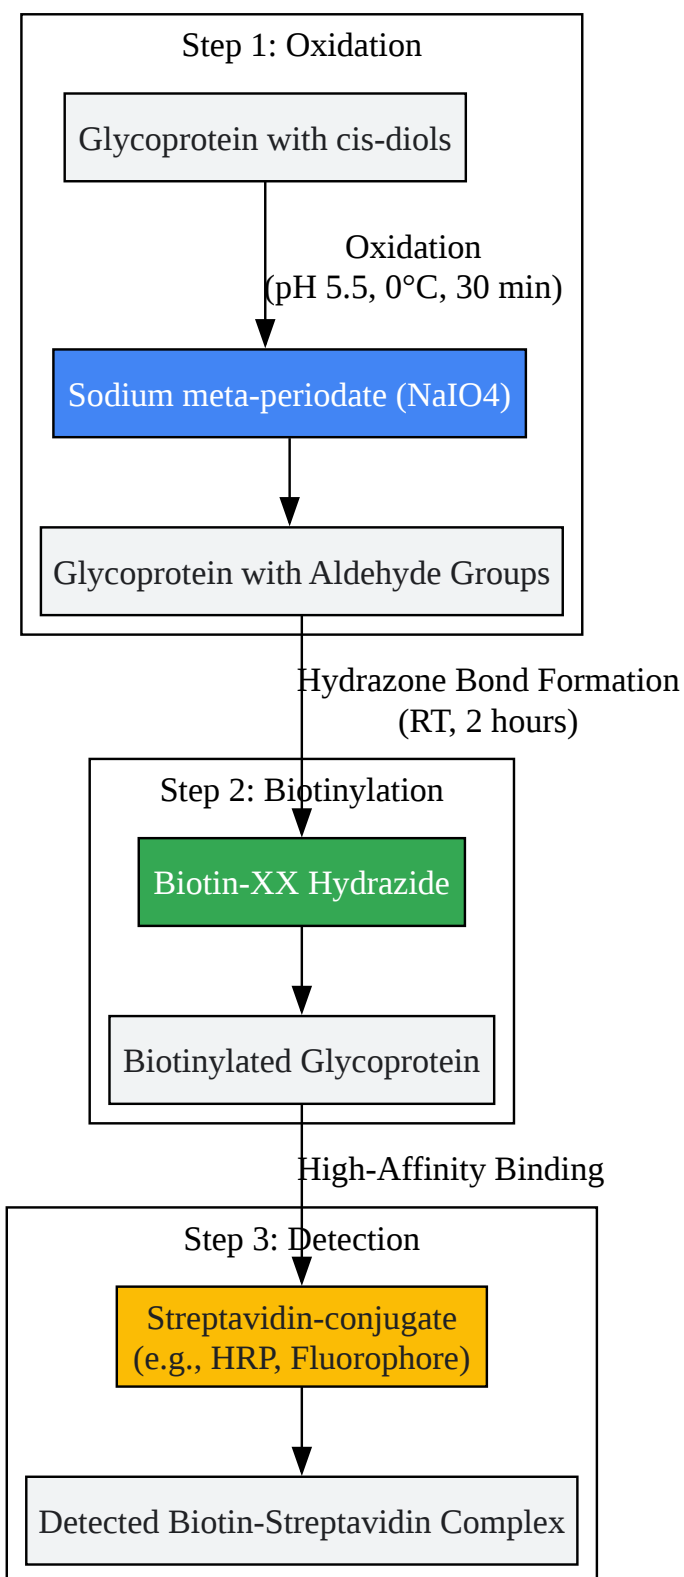 Step 1: Oxidation
Glycoprotein with cis-diols
Oxidation
(pH 5.5, 0°C, 30 min)
Sodium meta-periodate (NaIO4)
Glycoprotein with Aldehyde Groups
Hydrazone Bond Formation
(RT, 2 hours)
Step 2: Biotinylation
Biotin-XX Hydrazide
Biotinylated Glycoprotein
High-Affinity Binding
Step 3: Detection
Streptavidin-conjugate
(e.g., HRP, Fluorophore)
Detected Biotin-Streptavidin Complex